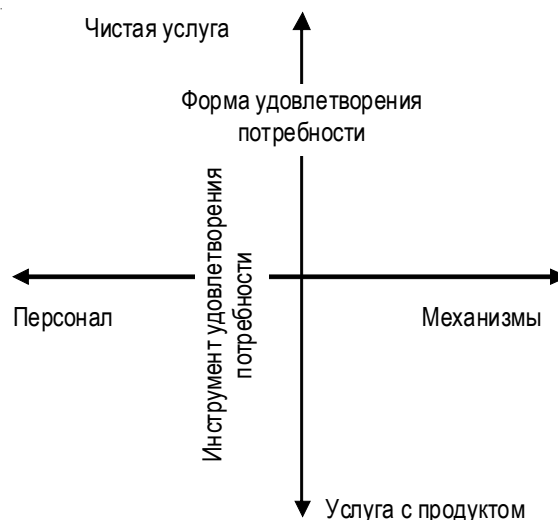 Чистая услуга
Форма удовлетворения
потребности
Инструмент удовлетворения
потребности
Персонал
Механизмы
Услуга с продуктом